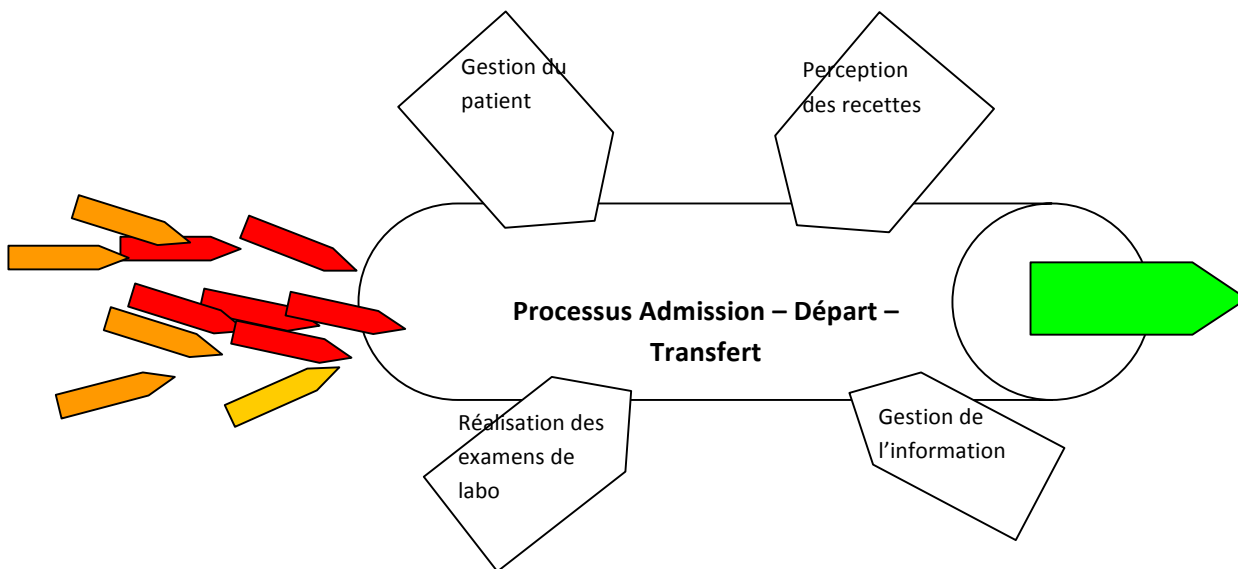 Gestion du
patient
Perception
des recettes
Processus Admission – Départ –
Transfert
Réalisation des
examens de
labo
Gestion de
l’information